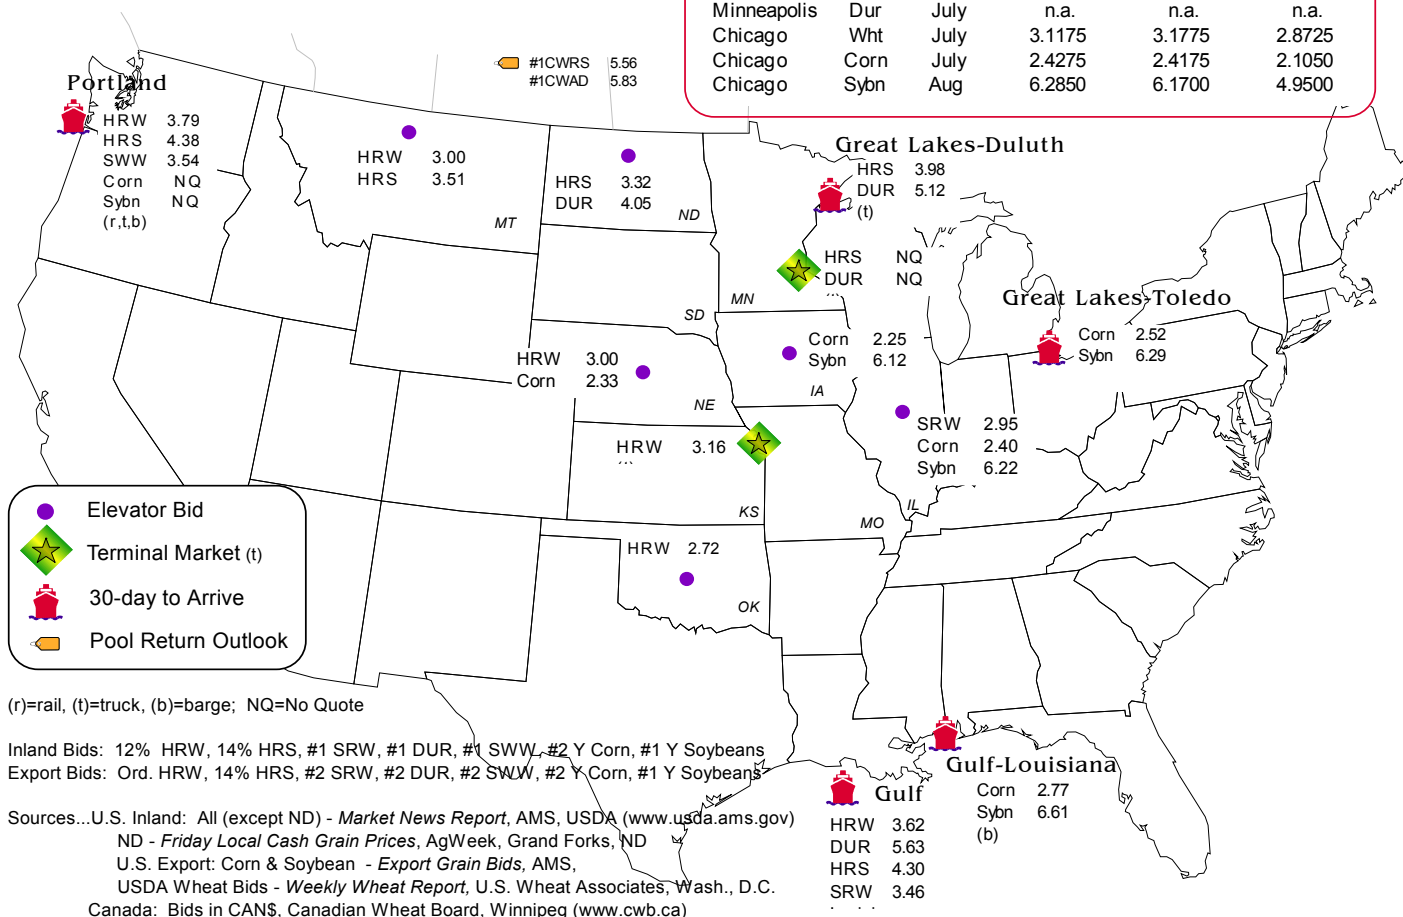 Minneapolis Dur July n.a. n.a. n.a.
Chicago Wht July 3.1175 3.1775 2.8725
Chicago Corn July 2.4275 2.4175 2.1050
Chicago Sybn Aug 6.2850 6.1700 4.9500
#1CWRS 5.56
#1CWAD 5.83
Portland
HRW 3.79
HRS 4.38
SWW 3.54
Corn NQ
Sybn NQ
(r,t,b)
HRW 3.00
HRS 3.51
MT
HRS 3.32
DUR 4.05
ND
Great Lakes-Duluth
HRS 3.98
DUR 5.12
(t)
HRS NQ
DUR NQ
MN
SD
Great Lakes-Toledo
Corn 2.52
Sybn 6.29
Corn 2.25
Sybn 6.12
IA
HRW 3.00
Corn 2.33
NE
SRW 2.95
Corn 2.40
Sybn 6.22
IL
HRW 3.16
KS
MO
HRW 2.72
OK
Elevator Bid
Terminal Market (t)
30-day to Arrive
Pool Return Outlook
(r)=rail, (t)=truck, (b)=barge; NQ=No Quote
Inland Bids: 12% HRW, 14% HRS, #1 SRW, #1 DUR, #1 SWW, #2 Y Corn, #1 Y Soybeans
Export Bids: Ord. HRW, 14% HRS, #2 SRW, #2 DUR, #2 SWW, #2 Y Corn, #1 Y Soybeans
Gulf-Louisiana
Corn 2.77
Sybn 6.61
(b)
Gulf
HRW 3.62
DUR 5.63
HRS 4.30
SRW 3.46
Sources...U.S. Inland: All (except ND) - Market News Report, AMS, USDA (www.usda.ams.gov)
ND - Friday Local Cash Grain Prices, AgWeek, Grand Forks, ND
U.S. Export: Corn & Soybean - Export Grain Bids, AMS,
USDA Wheat Bids - Weekly Wheat Report, U.S. Wheat Associates, Wash., D.C.
Canada: Bids in CAN$, Canadian Wheat Board, Winnipeg (www.cwb.ca)